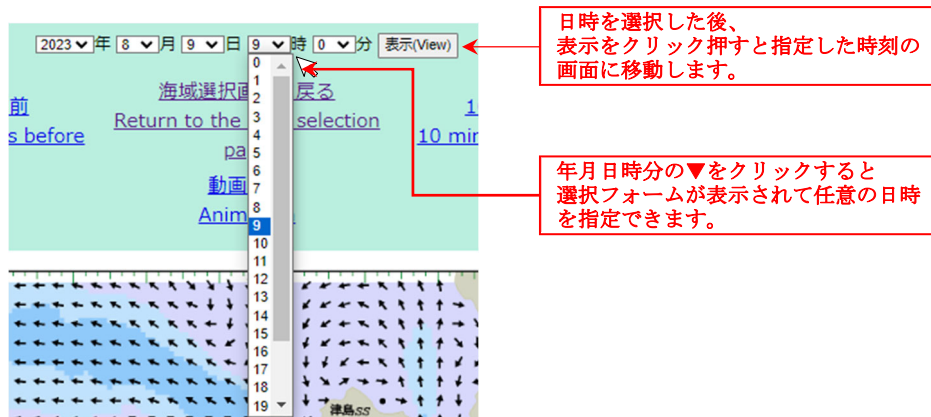 2023 年 8 月 9 日 9 時 0 分 表示(View)
日時を選択した後、
表示をクリック押すと指定した時刻の
画面に移動します。
前
s before
海域選択 戻る
Return to the selection
pa
動画
Anim
10 min
年月日時分の▼をクリックすると
選択フォームが表示されて任意の日時
を指定できます。
0
1
2
3
4
5
6
7
8
9
10
11
12
13
14
15
16
17
18
19
津島SS